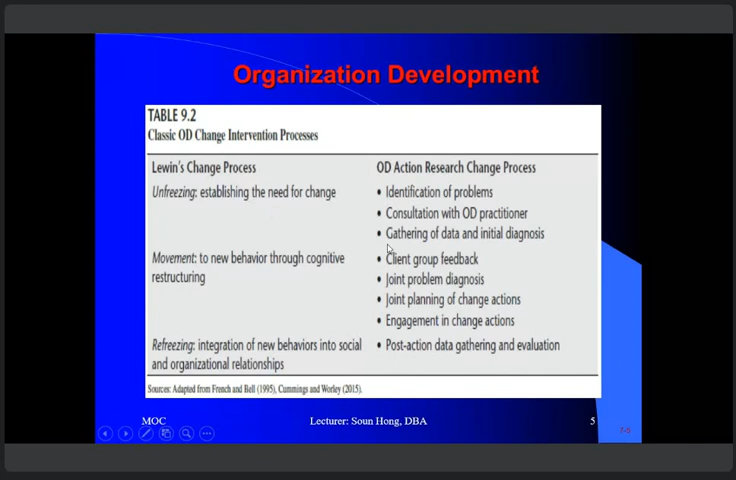 Organization Development
TABLE 9.2
Classic OD Change Intervention Processes
Lewin's Change Process
OD Action Research Change Process
Unfreezing: establishing the need for change
• Identification of problems
• Consultation with OD practitioner
• Gathering of data and initial diagnosis
Movement: to new behavior through cognitive
restructuring
• Client group feedback
• Joint problem diagnosis
• Joint planning of change actions
• Engagement in change actions
Refreezing: integration of new behaviors into social
and organizational relationships
• Post-action data gathering and evaluation
Sources: Adapted from French and Bell (1995), Cummings and Worley (2015).
MOC
Lecturer: Soun Hong, DBA
5